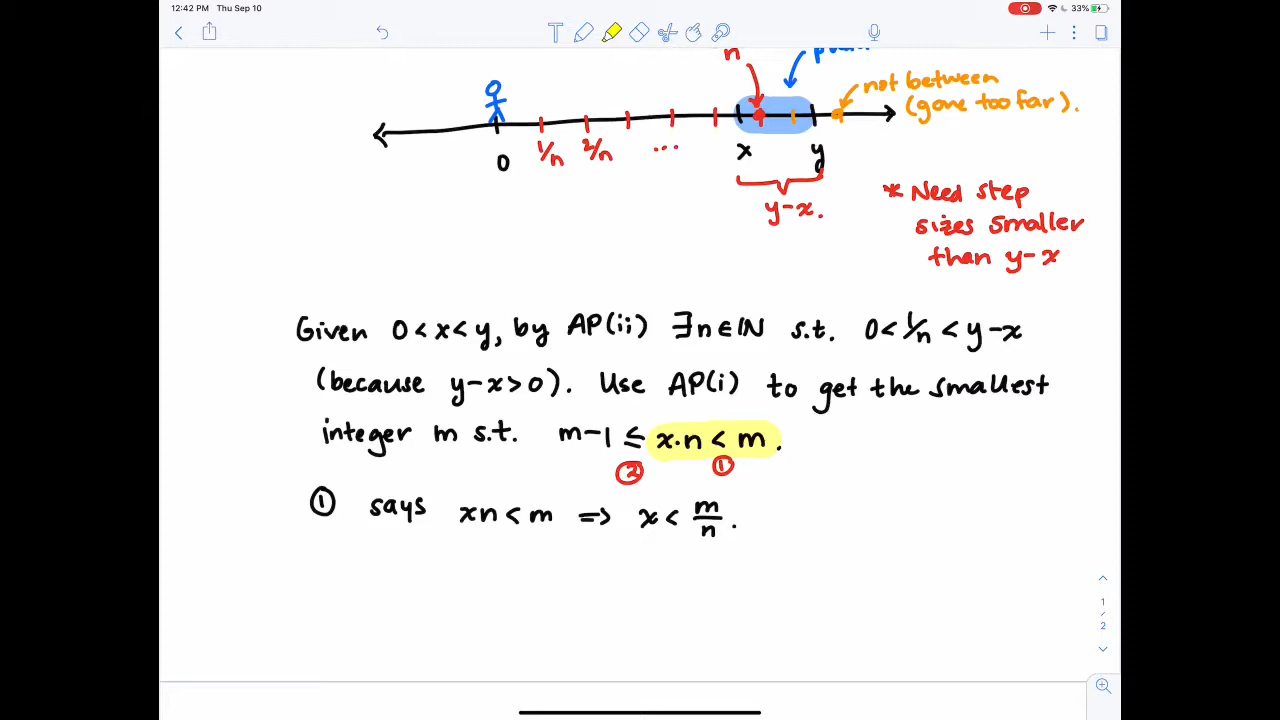 12:42 PM Thu Sep 10
33%
n
not between
(gone too far).
0
1/n
2/n
...
x
y
y-x.
* Need step
sizes smaller
than y-x
Given 0<x<y, by AP(ii) ∃n∈ℕ s.t. 0<1/n<y-x
(because y-x>0). Use AP(i) to get the smallest
integer m s.t. m-1 ≤ x·n < m.
② ①
① says xn<m ⇒ x< m/n.
1
/
2